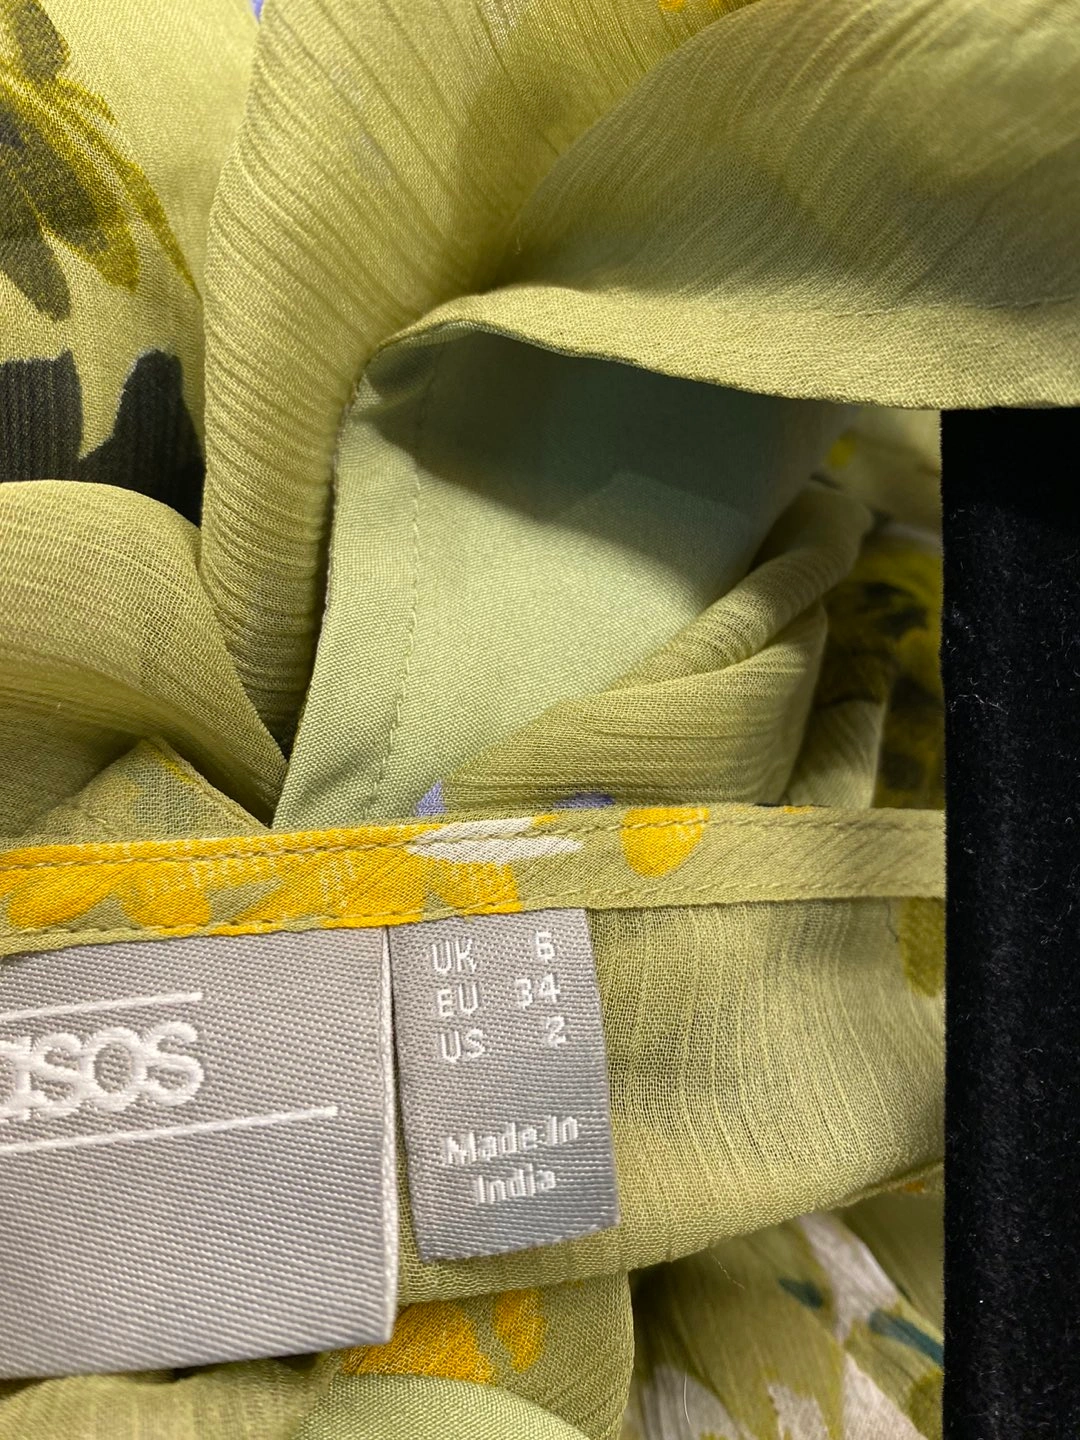 asos
UK 6
EU 34
US 2
Made In
India